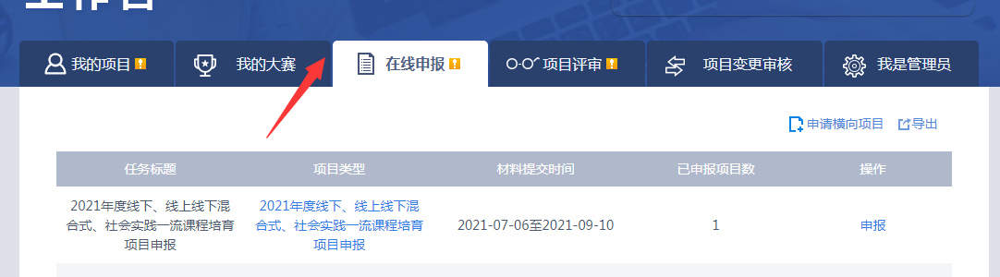 工作台
我的项目 我的大赛 在线申报 项目评审 项目变更审核 我是管理员
申请横向项目 导出
任务标题 项目类型 材料提交时间 已申报项目数 操作
2021年度线下、线上线下混 2021年度线下、线上线下混
合式、社会实践一流课程培育 合式、社会实践一流课程培育 2021-07-06至2021-09-10 1 申报
项目申报 项目申报